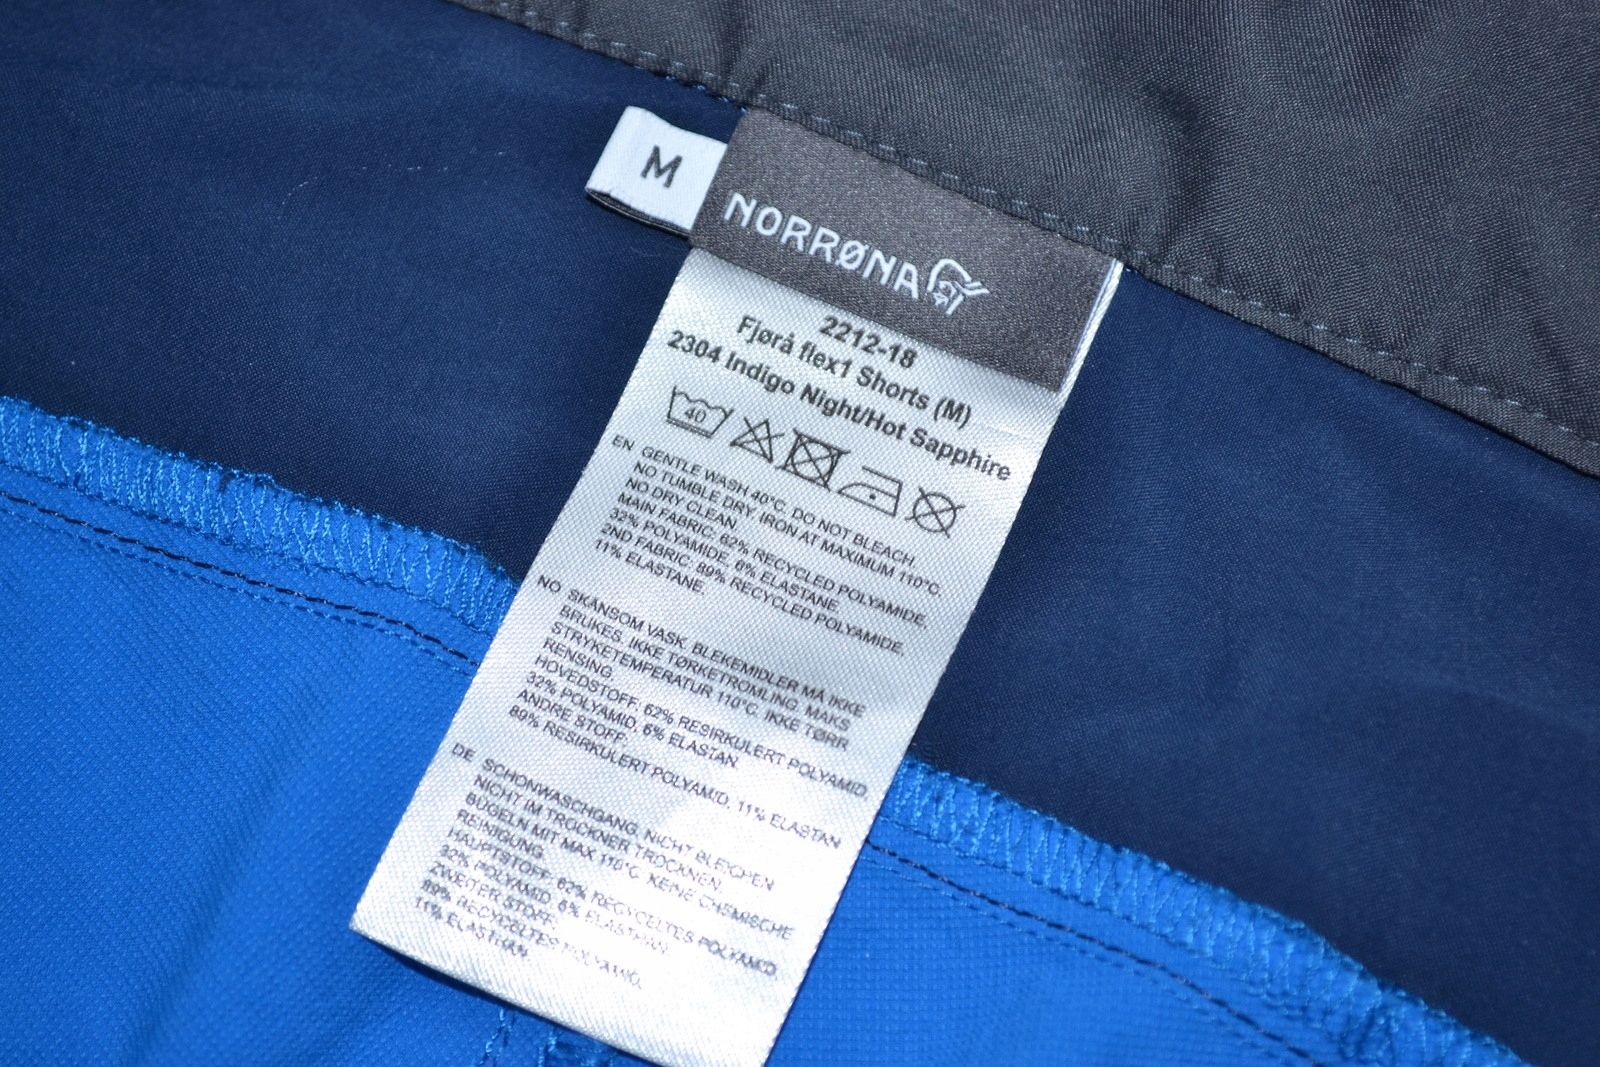 M
NORRØNA
2212-18
Fjørå flex1 Shorts (M)
2304 Indigo Night/Hot Sapphire
40
EN GENTLE WASH 40°C. DO NOT BLEACH.
NO TUMBLE DRY. IRON AT MAXIMUM 110°C.
NO DRY CLEAN.
MAIN FABRIC: 62% RECYCLED POLYAMIDE,
32% POLYAMIDE, 6% ELASTANE.
2ND FABRIC: 89% RECYCLED POLYAMIDE,
11% ELASTANE.
NO SKÅNSOM VASK. BLEKEMIDLER MÅ IKKE
BRUKES. IKKE TØRKETROMLING. MAKS
STRYKETEMPERATUR 110°C. IKKE TØRR
RENSING.
HOVEDSTOFF: 62% RESIRKULERT POLYAMID,
32% POLYAMID, 6% ELASTAN.
ANDRE STOFF:
89% RESIRKULERT POLYAMID, 11% ELASTAN
DE SCHONWASCHGANG. NICHT BLEICHEN
NICHT IM TROCKNER TROCKNEN.
BÜGELN MIT MAX 110°C. KEINE CHEMISCHE
REINIGUNG.
HAUPTSTOFF: 62% RECYCELTES POLYAMID,
32% POLYAMID, 6% ELASTHAN.
ZWEITER STOFF:
89% RECYCELTES POLYAMID,
11% ELASTHAN.